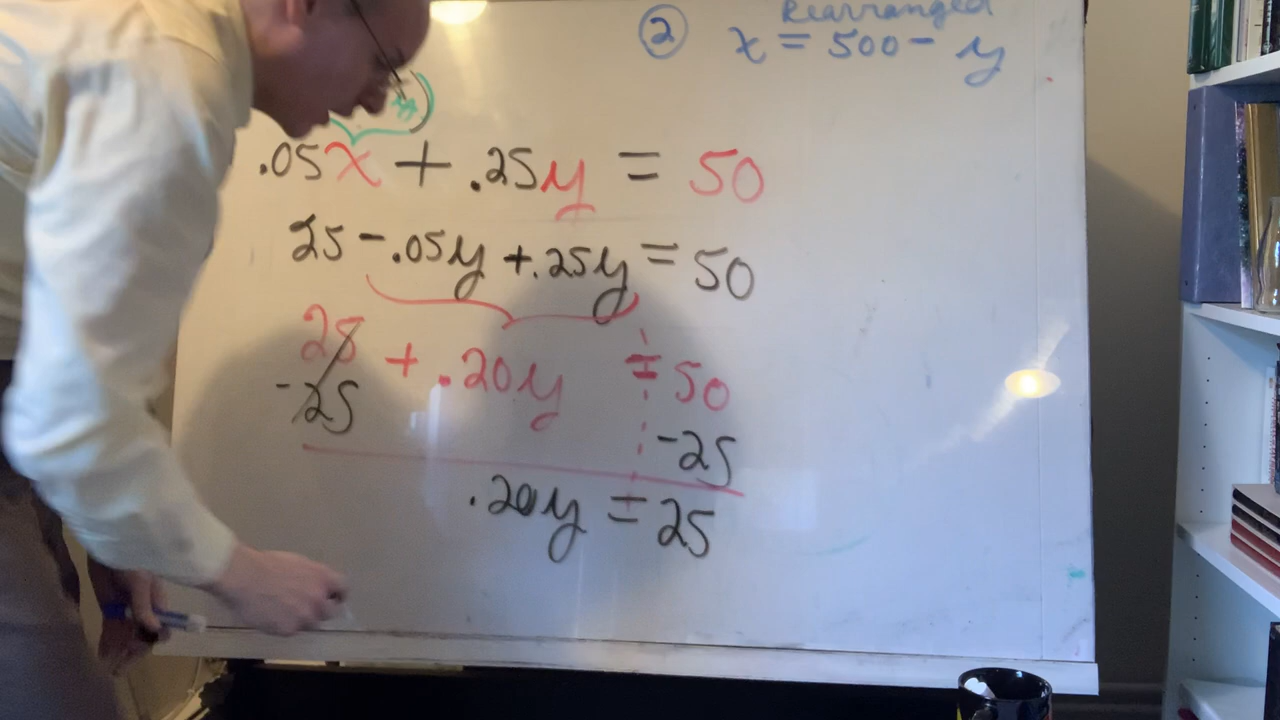 ② Rearranged
x = 500 - y
.05x + .25y = 50
25 - .05y + .25y = 50
25 + .20y = 50
-25 -25
.20y = 25